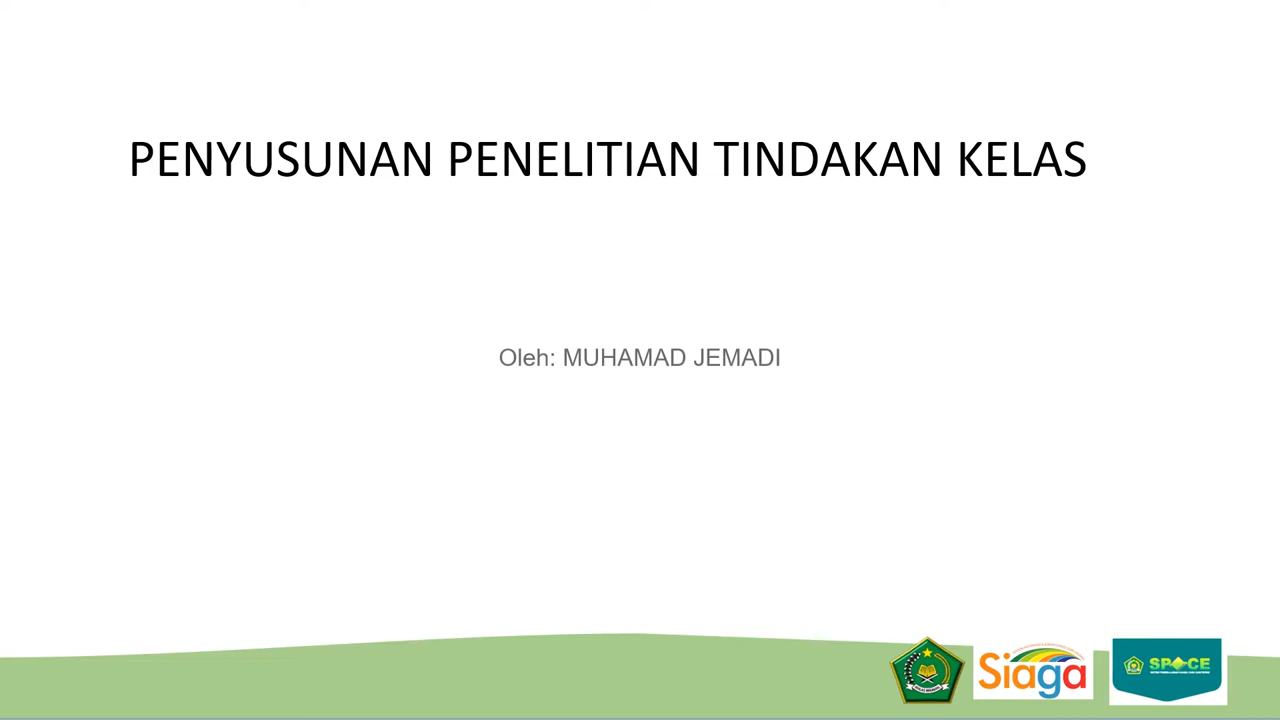 PENYUSUNAN PENELITIAN TINDAKAN KELAS
Oleh: MUHAMAD JEMADI
Siaga
SPACE